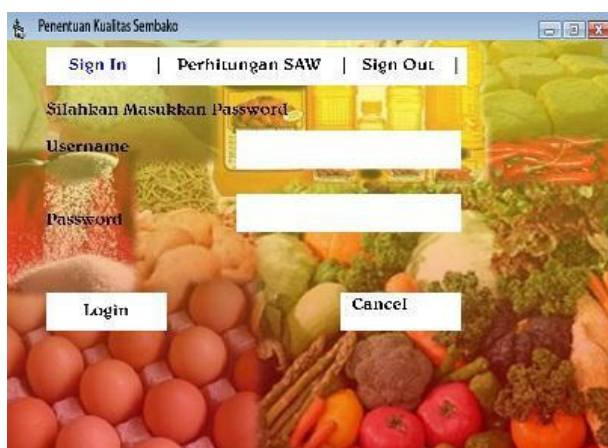 Penentuan Kualitas Sembako
Sign In | Perhitungan SAW | Sign Out |
Silahkan Masukkan Password
Username
Password
Login Cancel